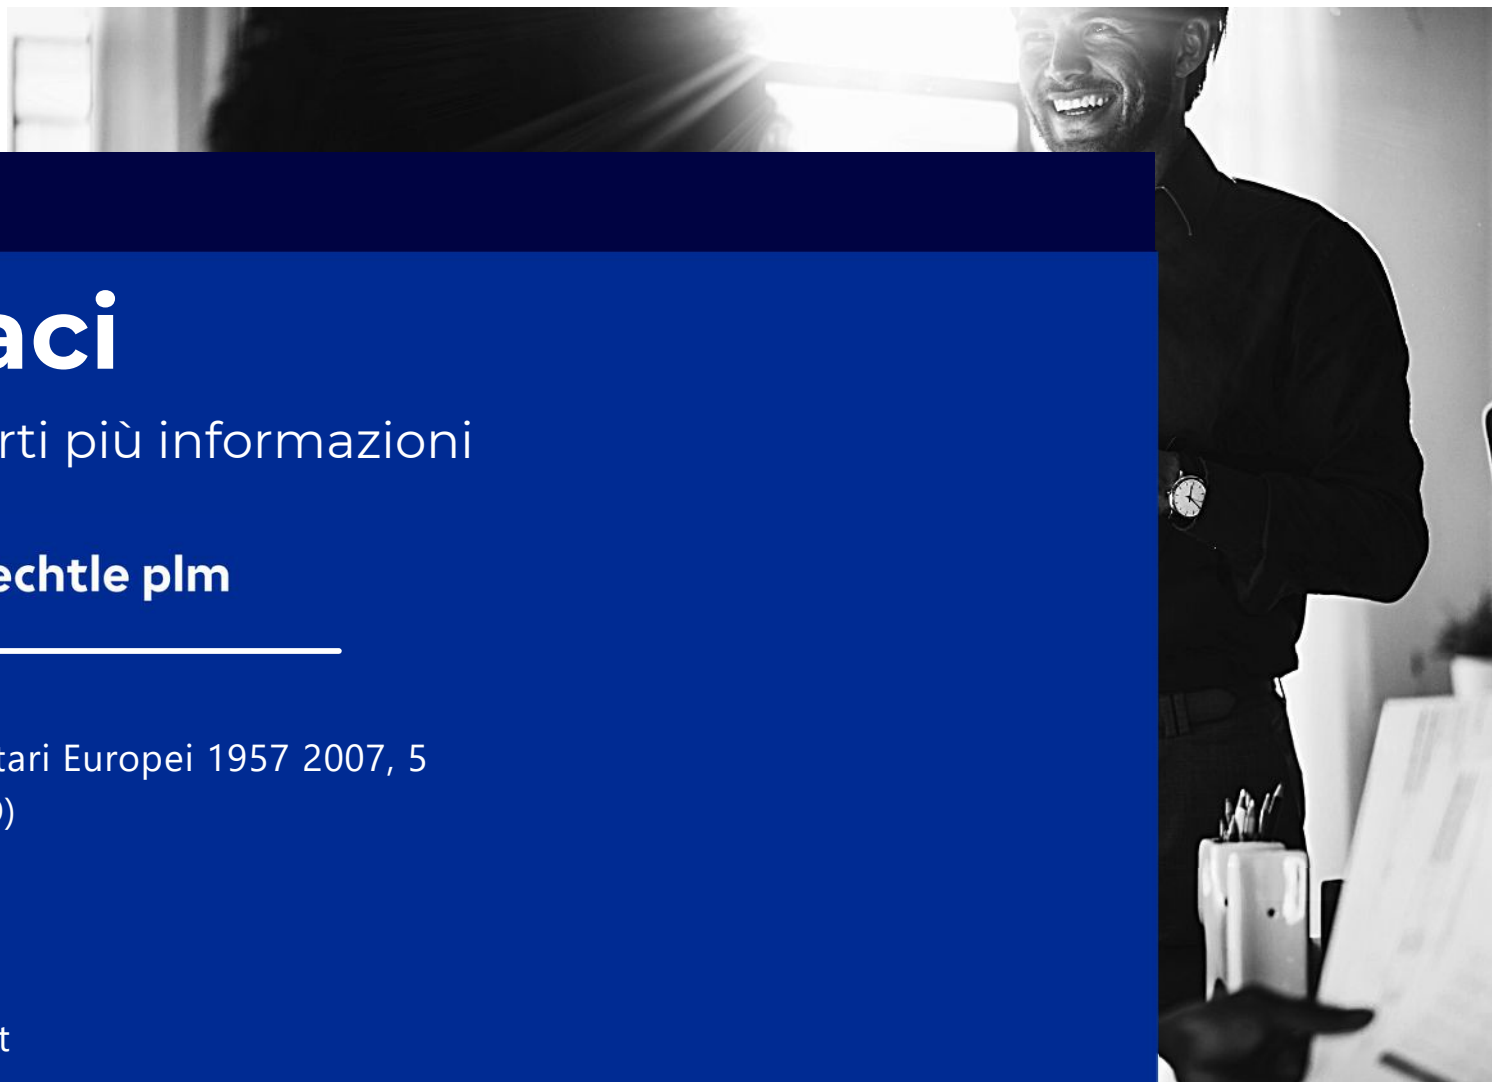 aci
rti più informazioni
echtle plm
tari Europei 1957 2007, 5
)
t